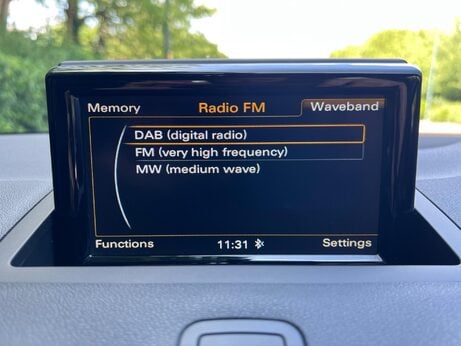 Memory
Radio FM
Waveband
DAB (digital radio)
FM (very high frequency)
MW (medium wave)
Functions
11:31
Settings